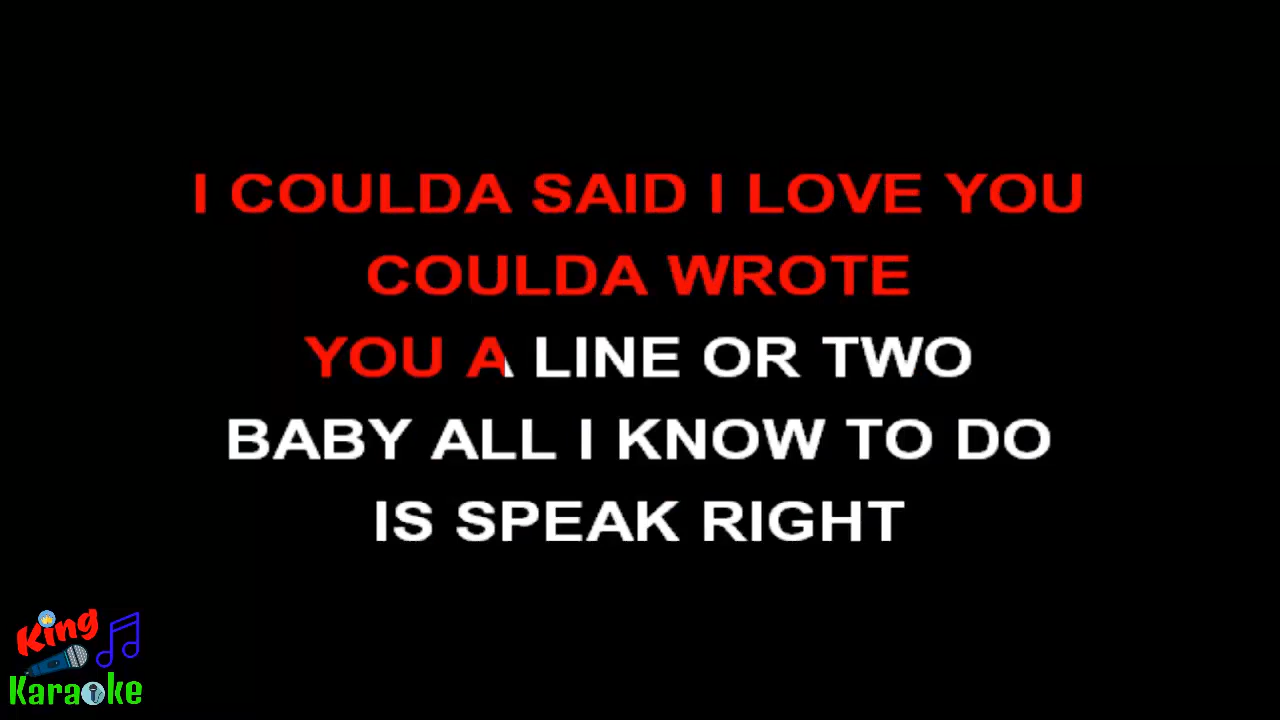 I COULDA SAID I LOVE YOU
COULDA WROTE
YOU A LINE OR TWO
BABY ALL I KNOW TO DO
IS SPEAK RIGHT
King
Karaoke